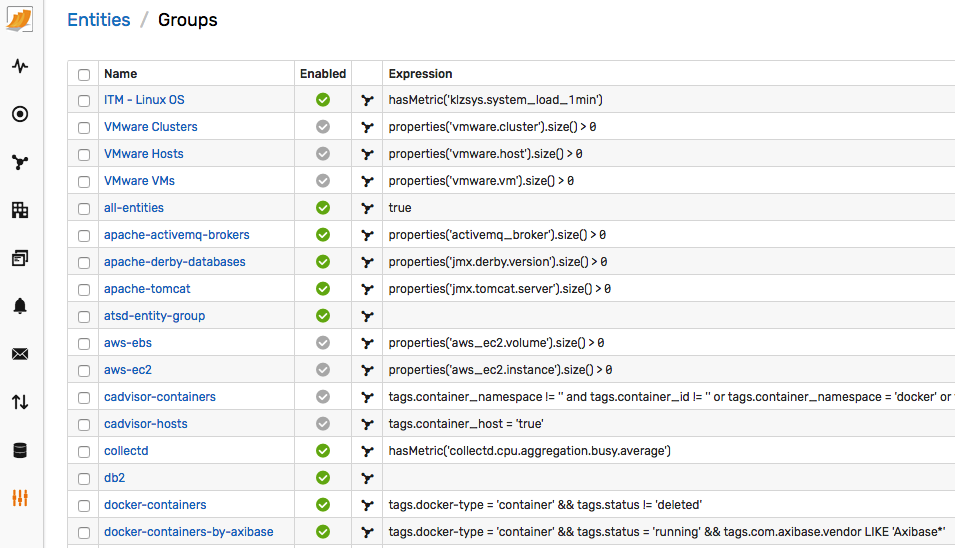 Entities / Groups
Name Enabled Expression
ITM - Linux OS hasMetric('klzsys.system_load_1min')
VMware Clusters properties('vmware.cluster').size() > 0
VMware Hosts properties('vmware.host').size() > 0
VMware VMs properties('vmware.vm').size() > 0
all-entities true
apache-activemq-brokers properties('activemq_broker').size() > 0
apache-derby-databases properties('jmx.derby.version').size() > 0
apache-tomcat properties('jmx.tomcat.server').size() > 0
atsd-entity-group
aws-ebs properties('aws_ec2.volume').size() > 0
aws-ec2 properties('aws_ec2.instance').size() > 0
cadvisor-containers tags.container_namespace != '' and tags.container_id != '' or tags.container_namespace = 'docker' or
cadvisor-hosts tags.container_host = 'true'
collectd hasMetric('collectd.cpu.aggregation.busy.average')
db2
docker-containers tags.docker-type = 'container' && tags.status != 'deleted'
docker-containers-by-axibase tags.docker-type = 'container' && tags.status = 'running' && tags.com.axibase.vendor LIKE 'Axibase*'